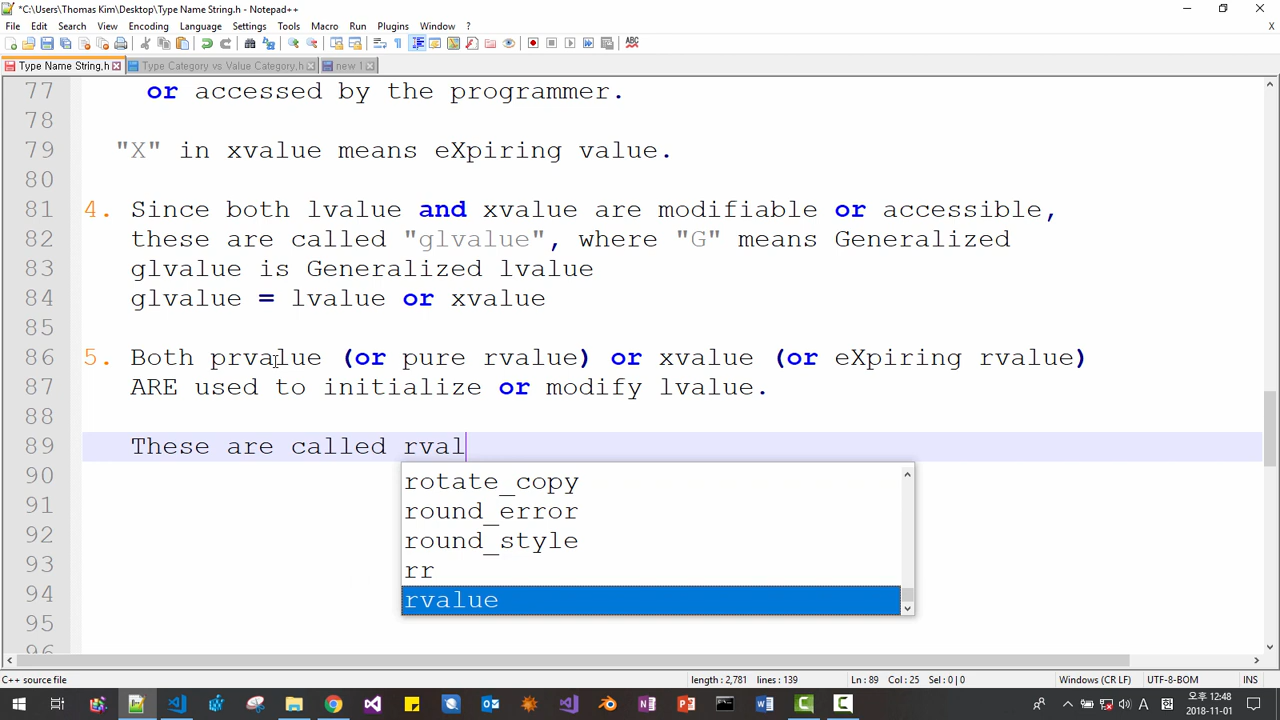 *C:\Users\Thomas Kim\Desktop\Type Name String.h - Notepad++
File Edit Search View Encoding Language Settings Tools Macro Run Plugins Window ?
X
Type Name String.h Type Category vs Value Category.h new 1
77 or accessed by the programmer.
78
79 "X" in xvalue means eXpiring value.
80
81 4. Since both lvalue and xvalue are modifiable or accessible,
82 these are called "glvalue", where "G" means Generalized
83 glvalue is Generalized lvalue
84 glvalue = lvalue or xvalue
85
86 5. Both prvalue (or pure rvalue) or xvalue (or eXpiring rvalue)
87 ARE used to initialize or modify lvalue.
88
89 These are called rval
90 rotate_copy
91 round_error
92 round_style
93 rr
94 rvalue
95
96
C++ source file length : 2,781 lines : 139 Ln : 89 Col : 25 Sel : 0 | 0 Windows (CR LF) UTF-8-BOM INS
오후 12:48
2018-11-01